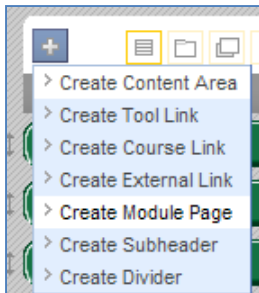 Create Content Area
Create Tool Link
Create Course Link
Create External Link
Create Module Page
Create Subheader
Create Divider